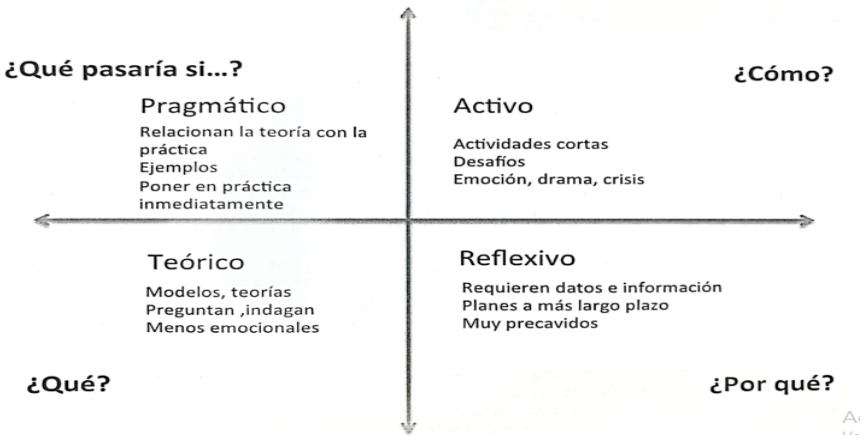 ¿Qué pasaría si...?
¿Cómo?
Pragmático
Relacionan la teoría con la
práctica
Ejemplos
Poner en práctica
inmediatamente
Activo
Actividades cortas
Desafíos
Emoción, drama, crisis
Teórico
Modelos, teorías
Preguntan ,indagan
Menos emocionales
Reflexivo
Requieren datos e información
Planes a más largo plazo
Muy precavidos
¿Qué?
¿Por qué?